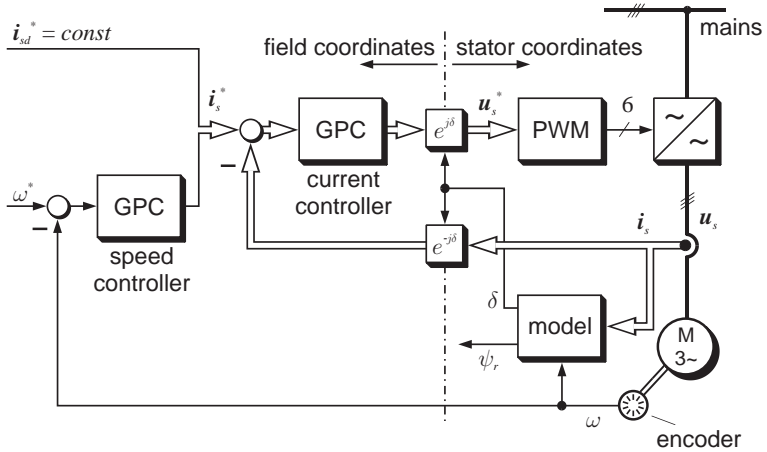 mains
i_sd^* = const
field coordinates
stator coordinates
i_s^*
GPC
e^{jδ}
u_s^*
PWM
6
~
~
current
controller
ω^*
GPC
speed
controller
e^{-jδ}
i_s
u_s
δ
model
ψ_r
M
3~
ω
encoder